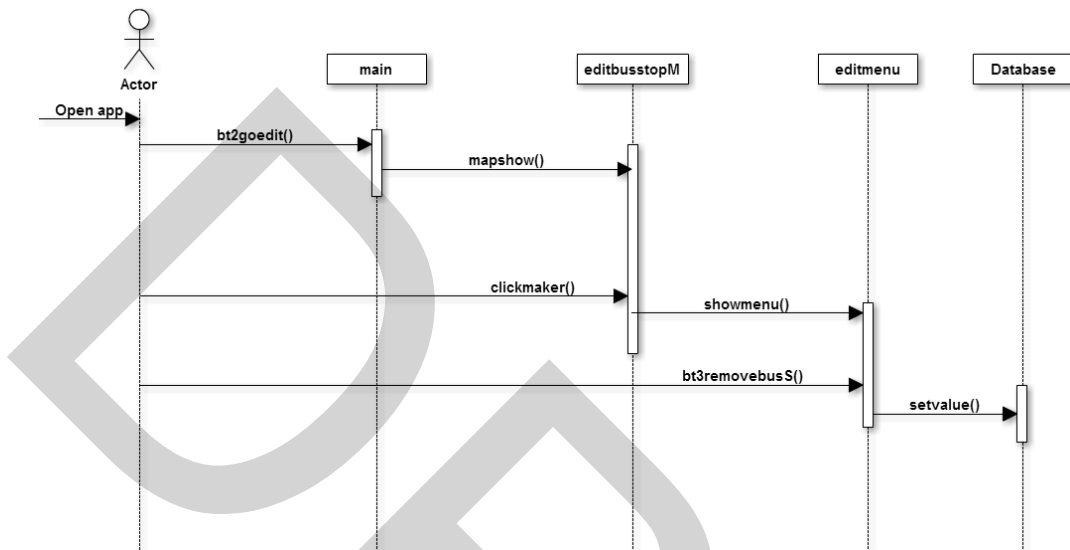 Actor
main
editbusstopM
editmenu
Database
Open app
bt2goedit()
mapshow()
clickmaker()
showmenu()
bt3removebusS()
setvalue()